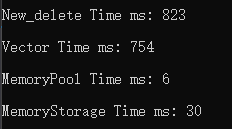 New_delete Time ms: 823
Vector Time ms: 754
MemoryPool Time ms: 6
MemoryStorage Time ms: 30